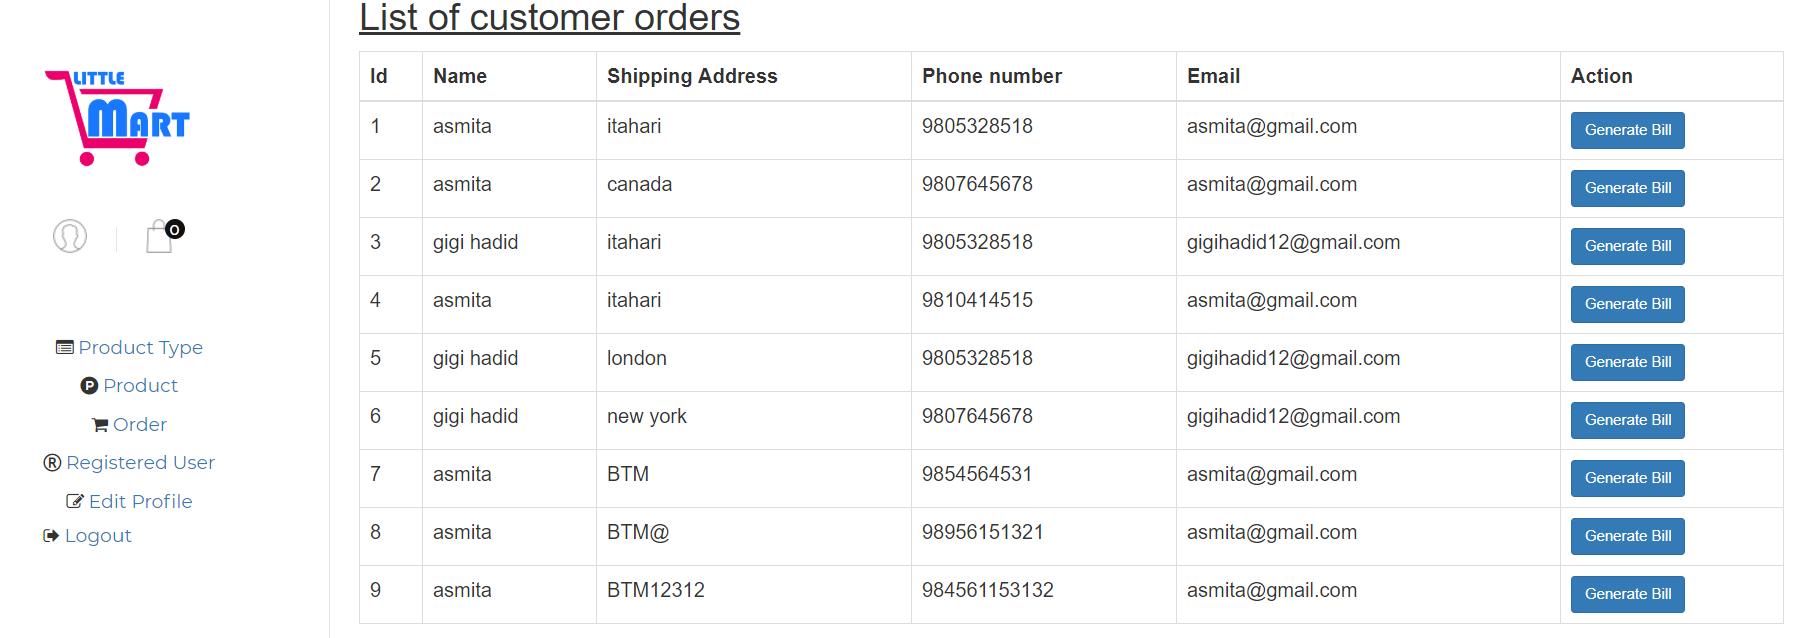 LITTLE
MART
0
Product Type
P Product
Order
R Registered User
Edit Profile
Logout
List of customer orders
Id Name Shipping Address Phone number Email Action
1 asmita itahari 9805328518 asmita@gmail.com Generate Bill
2 asmita canada 9807645678 asmita@gmail.com Generate Bill
3 gigi hadid itahari 9805328518 gigihadid12@gmail.com Generate Bill
4 asmita itahari 9810414515 asmita@gmail.com Generate Bill
5 gigi hadid london 9805328518 gigihadid12@gmail.com Generate Bill
6 gigi hadid new york 9807645678 gigihadid12@gmail.com Generate Bill
7 asmita BTM 9854564531 asmita@gmail.com Generate Bill
8 asmita BTM@ 98956151321 asmita@gmail.com Generate Bill
9 asmita BTM12312 984561153132 asmita@gmail.com Generate Bill